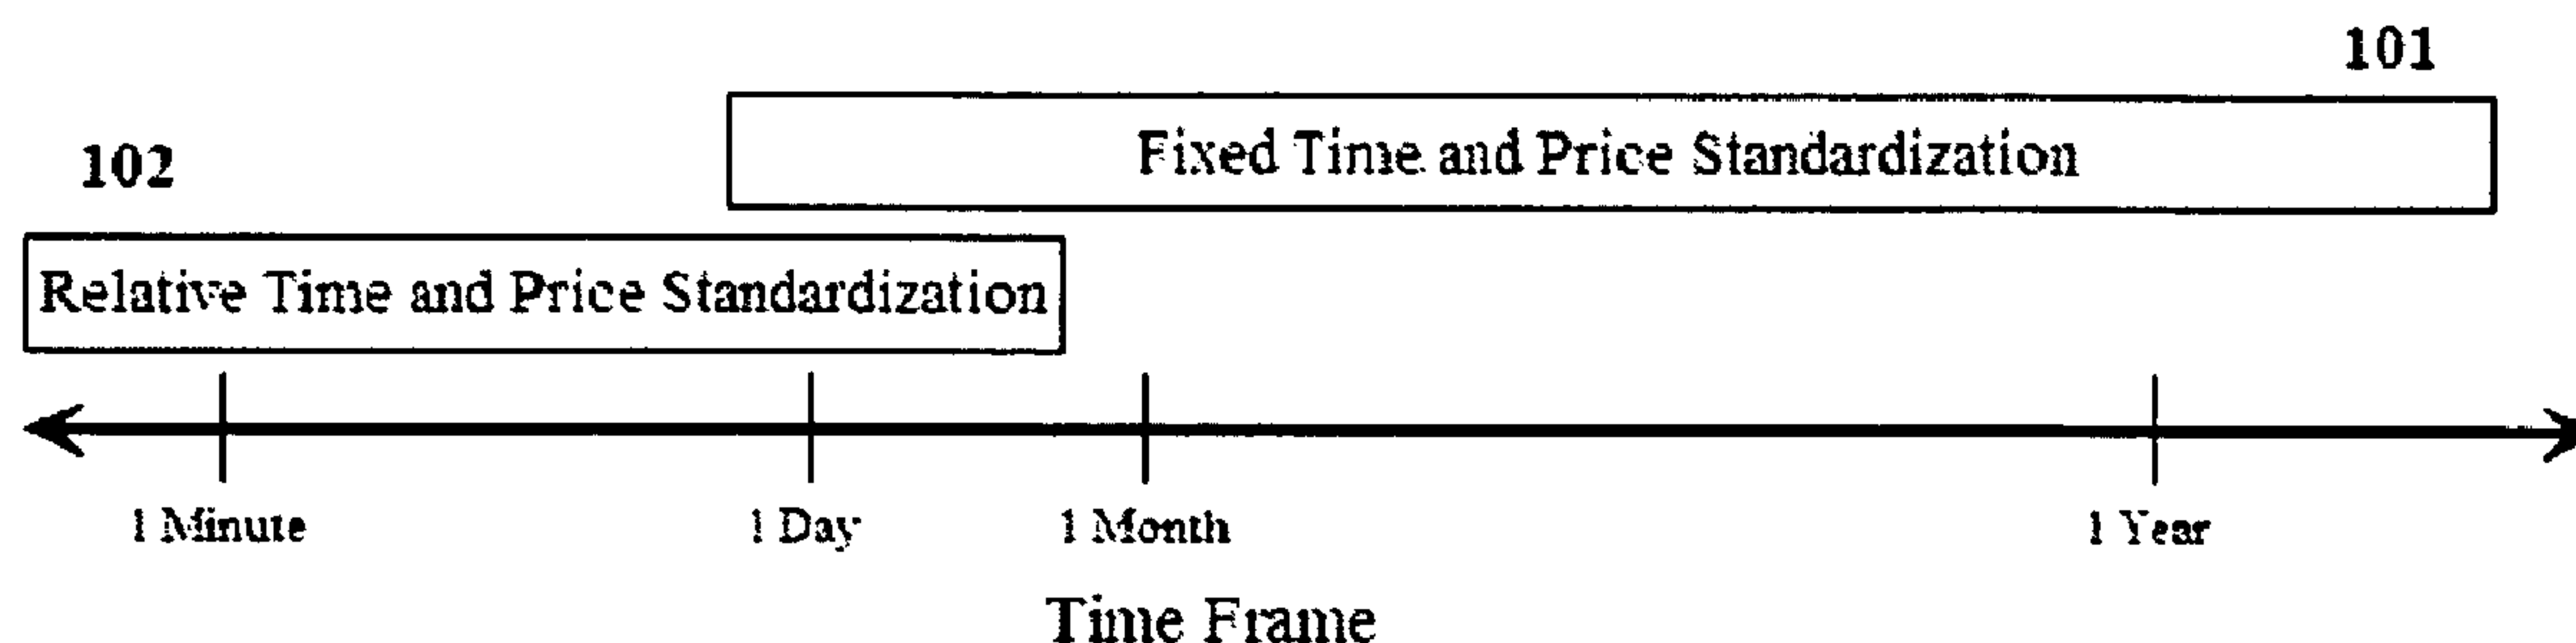 101
Fixed Time and Price Standardization
102
Relative Time and Price Standardization
1 Minute
1 Day
1 Month
1 Year
Time Frame